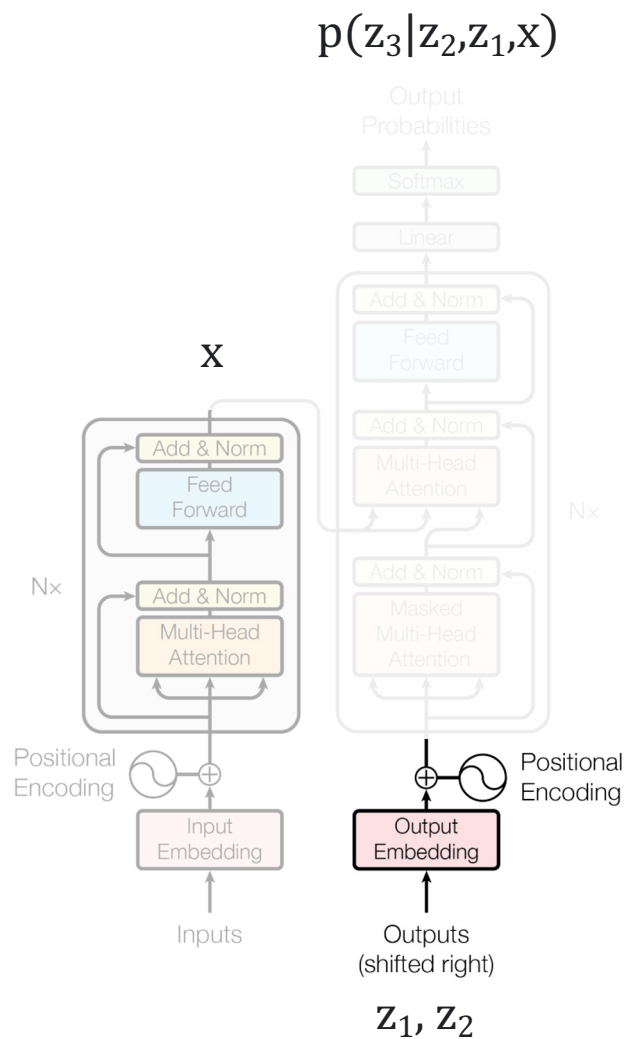 p(z₃|z₂,z₁,x)
Output
Probabilities
Softmax
Linear
Add & Norm
Feed
Forward
Add & Norm
Multi-Head
Attention
N×
Add & Norm
Masked
Multi-Head
Attention
x
Add & Norm
Feed
Forward
N×
Add & Norm
Multi-Head
Attention
Positional
Encoding
Input
Embedding
Inputs
Positional
Encoding
Output
Embedding
Outputs
(shifted right)
z₁, z₂